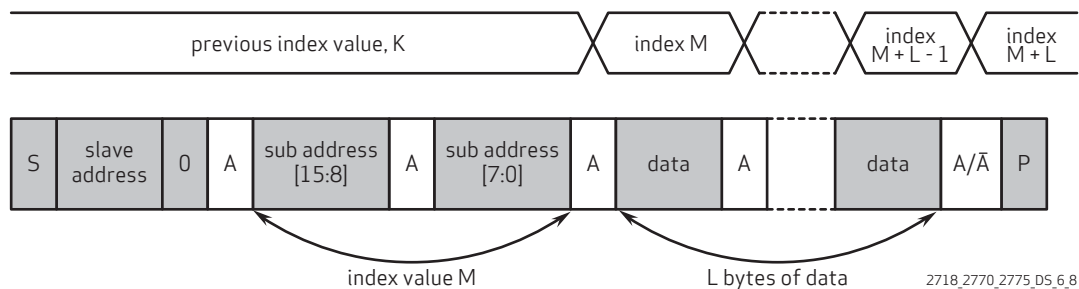 previous index value, K
index M
index
M + L - 1
index
M + L
S
slave
address
0
A
sub address
[15:8]
A
sub address
[7:0]
A
data
A
data
A/Ā
P
index value M
L bytes of data
2718_2770_2775_DS_6_8